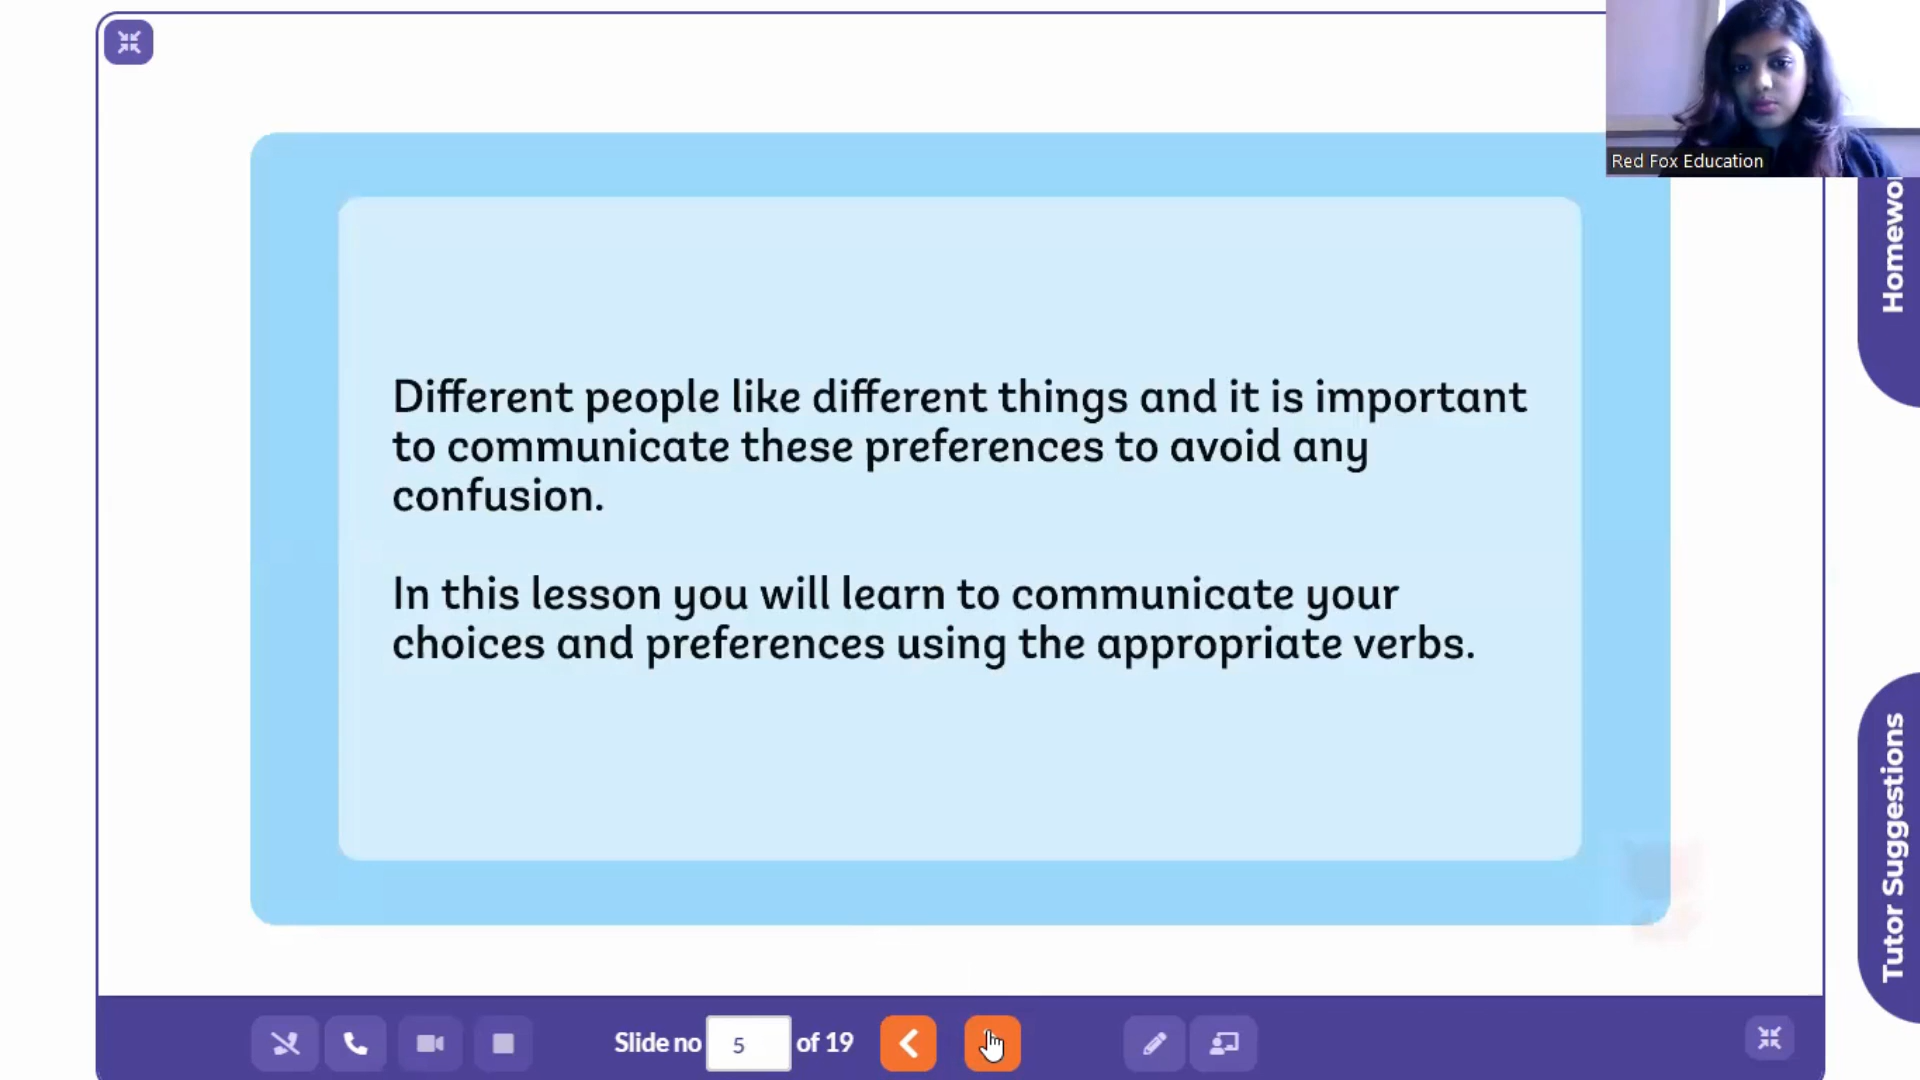 Red Fox Education
Different people like different things and it is important
to communicate these preferences to avoid any
confusion.
In this lesson you will learn to communicate your
choices and preferences using the appropriate verbs.
Tutor Suggestions
Slide no 5 of 19